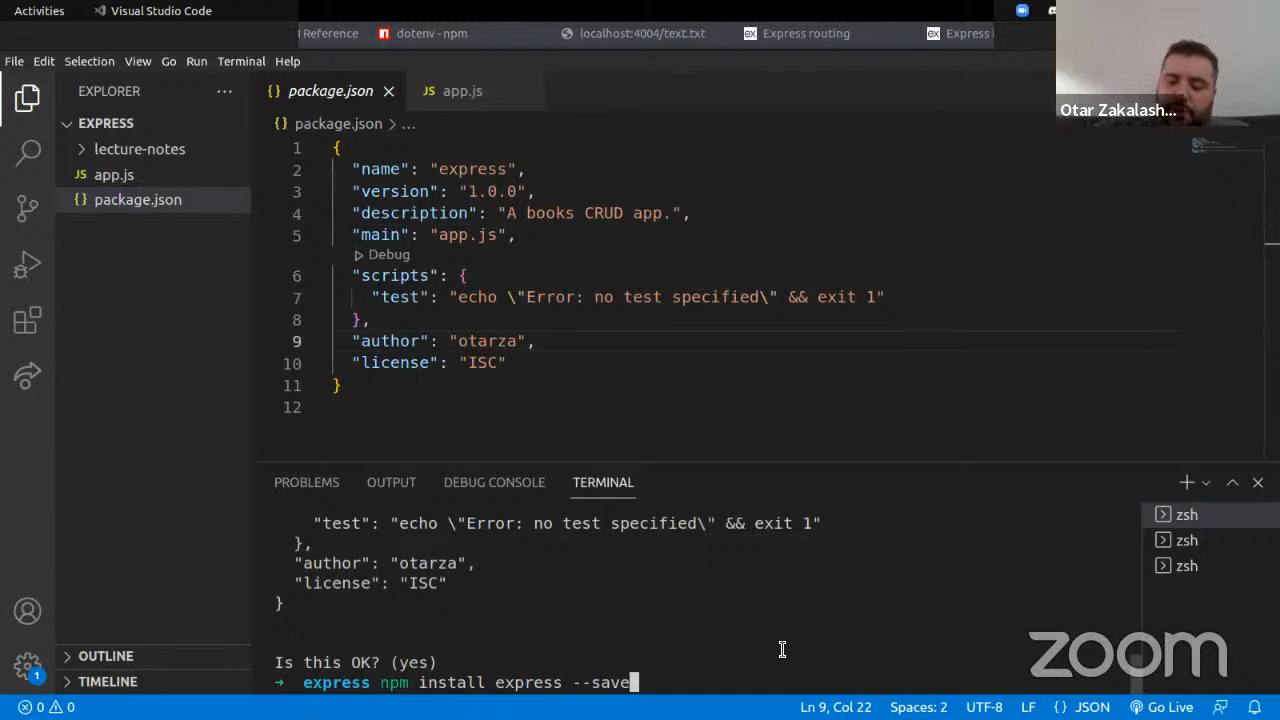 Activities Visual Studio Code
Reference dotenv - npm localhost:4004/text.txt ex Express routing ex Express
File Edit Selection View Go Run Terminal Help
Otar Zakalash...
EXPLORER ... package.json app.js
EXPRESS
package.json > ...
lecture-notes
app.js
package.json
1 {
2 "name": "express",
3 "version": "1.0.0",
4 "description": "A books CRUD app.",
5 "main": "app.js",
Debug
6 "scripts": {
7 "test": "echo \"Error: no test specified\" && exit 1"
8 },
9 "author": "otarza",
10 "license": "ISC"
11 }
12
PROBLEMS OUTPUT DEBUG CONSOLE TERMINAL
zsh
zsh
zsh
"test": "echo \"Error: no test specified\" && exit 1"
},
"author": "otarza",
"license": "ISC"
}
Is this OK? (yes)
→ express npm install express --save
OUTLINE
TIMELINE
1
zoom
0 0 Ln 9, Col 22 Spaces: 2 UTF-8 LF {} JSON Go Live